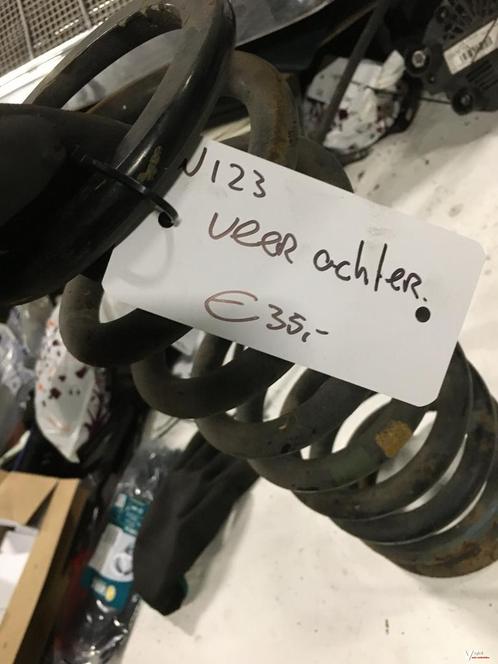 W123
veer achter.
€ 35,-